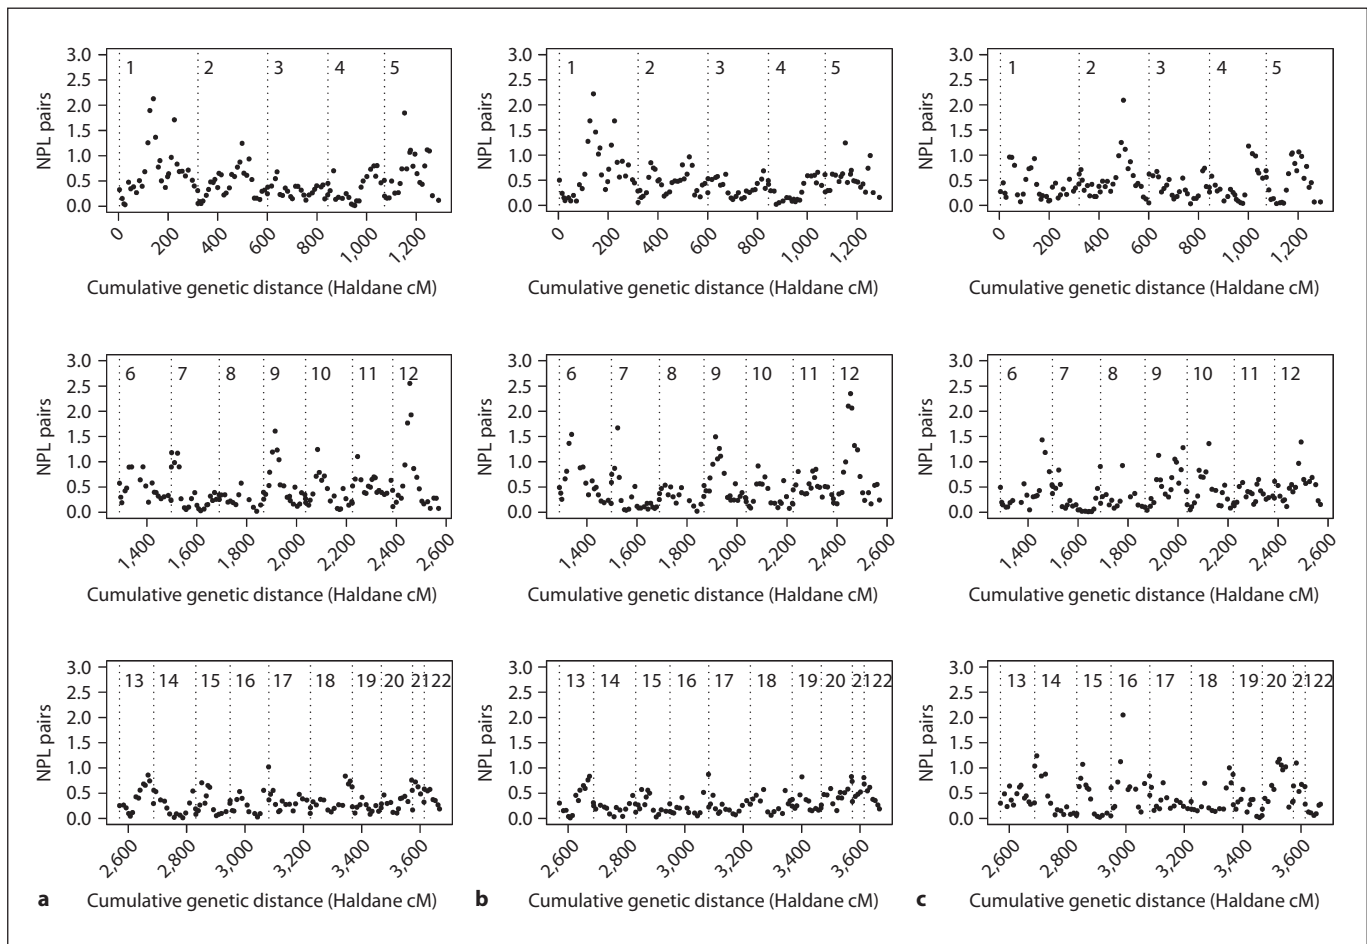 NPL pairs
3.0
2.5
2.0
1.5
1.0
0.5
0.0
1 2 3 4 5
0 200 400 600 800 1,000 1,200
Cumulative genetic distance (Haldane cM)
NPL pairs
3.0
2.5
2.0
1.5
1.0
0.5
0.0
1 2 3 4 5
0 200 400 600 800 1,000 1,200
Cumulative genetic distance (Haldane cM)
NPL pairs
3.0
2.5
2.0
1.5
1.0
0.5
0.0
1 2 3 4 5
0 200 400 600 800 1,000 1,200
Cumulative genetic distance (Haldane cM)
NPL pairs
3.0
2.5
2.0
1.5
1.0
0.5
0.0
6 7 8 9 10 11 12
1,400 1,600 1,800 2,000 2,200 2,400 2,600
Cumulative genetic distance (Haldane cM)
NPL pairs
3.0
2.5
2.0
1.5
1.0
0.5
0.0
6 7 8 9 10 11 12
1,400 1,600 1,800 2,000 2,200 2,400 2,600
Cumulative genetic distance (Haldane cM)
NPL pairs
3.0
2.5
2.0
1.5
1.0
0.5
0.0
6 7 8 9 10 11 12
1,400 1,600 1,800 2,000 2,200 2,400 2,600
Cumulative genetic distance (Haldane cM)
NPL pairs
3.0
2.5
2.0
1.5
1.0
0.5
0.0
13 14 15 16 17 18 19 20 21 22
2,600 2,800 3,000 3,200 3,400 3,600
a Cumulative genetic distance (Haldane cM)
NPL pairs
3.0
2.5
2.0
1.5
1.0
0.5
0.0
13 14 15 16 17 18 19 20 21 22
2,600 2,800 3,000 3,200 3,400 3,600
b Cumulative genetic distance (Haldane cM)
NPL pairs
3.0
2.5
2.0
1.5
1.0
0.5
0.0
13 14 15 16 17 18 19 20 21 22
2,600 2,800 3,000 3,200 3,400 3,600
c Cumulative genetic distance (Haldane cM)